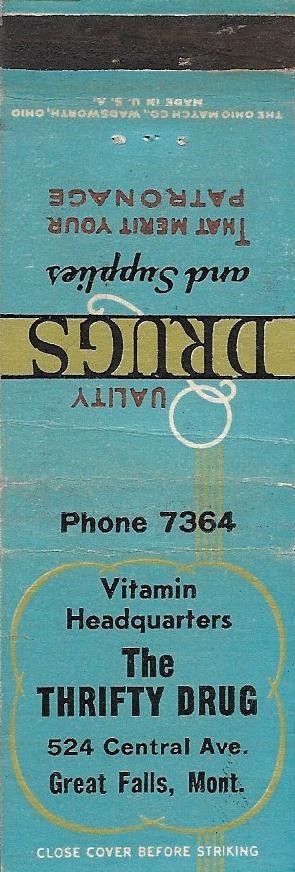 THE OHIO MATCH CO., WADSWORTH, OHIO
MADE IN U. S. A.
QUALITY
DRUGS
and Supplies
THAT MERIT YOUR
PATRONAGE
Phone 7364
Vitamin
Headquarters
The
THRIFTY DRUG
524 Central Ave.
Great Falls, Mont.
CLOSE COVER BEFORE STRIKING